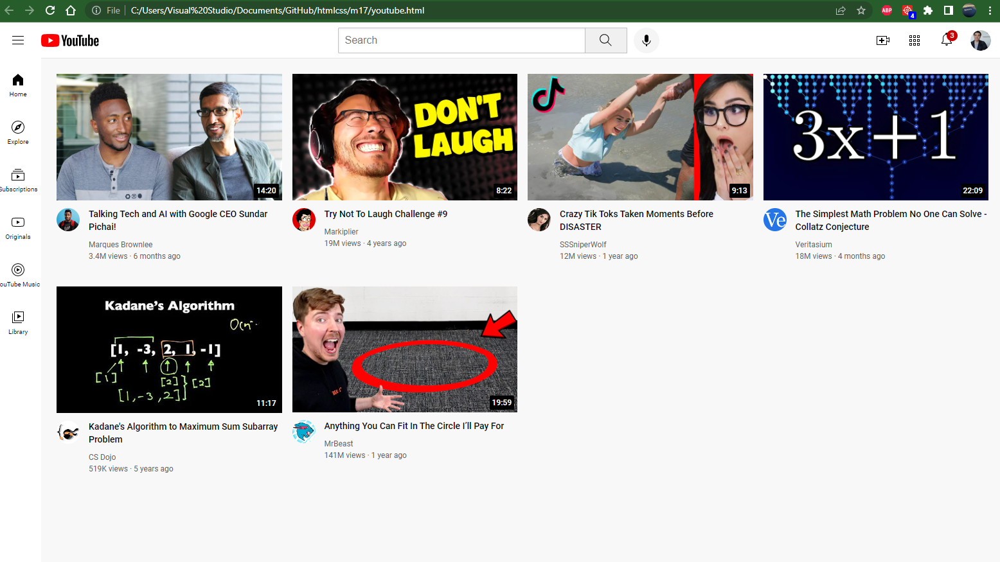 File
C:/Users/Visual%20Studio/Documents/GitHub/htmlcss/m17/youtube.html
ABP
4
YouTube
Search
3
Home
Explore
Subscriptions
Originals
YouTube Music
Library
14:20
DON'T
LAUGH
8:22
9:13
3x+1
22:09
Talking Tech and AI with Google CEO Sundar
Pichai!
Marques Brownlee
3.4M views · 6 months ago
Try Not To Laugh Challenge #9
Markiplier
19M views · 4 years ago
Crazy Tik Toks Taken Moments Before
DISASTER
SSSniperWolf
12M views · 1 year ago
Ve
The Simplest Math Problem No One Can Solve -
Collatz Conjecture
Veritasium
18M views · 4 months ago
Kadane's Algorithm
[1, -3, 2, 1, -1]
[1]
[2]
[2]
[1,-3,2]
11:17
19:59
Kadane's Algorithm to Maximum Sum Subarray
Problem
CS Dojo
519K views · 5 years ago
Anything You Can Fit In The Circle I’ll Pay For
MrBeast
141M views · 1 year ago